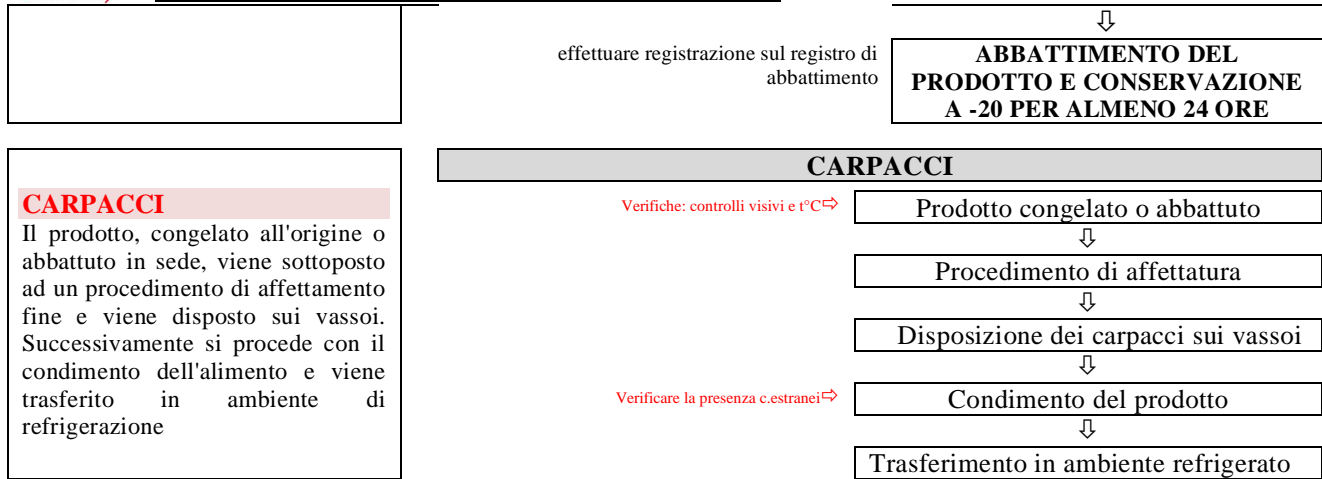 effettuare registrazione sul registro di
abbattimento
⇩
ABBATTIMENTO DEL
PRODOTTO E CONSERVAZIONE
A -20 PER ALMENO 24 ORE
CARPACCI
Il prodotto, congelato all'origine o
abbattuto in sede, viene sottoposto
ad un procedimento di affettamento
fine e viene disposto sui vassoi.
Successivamente si procede con il
condimento dell'alimento e viene
trasferito in ambiente di
refrigerazione
CARPACCI
Verifiche: controlli visivi e t°C⇨
Prodotto congelato o abbattuto
⇩
Procedimento di affettatura
⇩
Disposizione dei carpacci sui vassoi
⇩
Verificare la presenza c.estranei⇨
Condimento del prodotto
⇩
Trasferimento in ambiente refrigerato